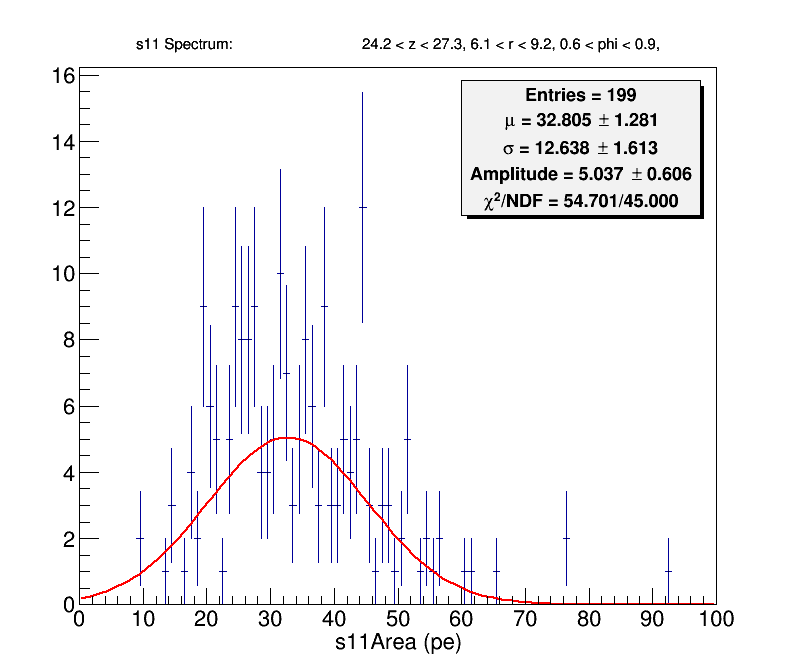 s11 Spectrum: 24.2 < z < 27.3, 6.1 < r < 9.2, 0.6 < phi < 0.9,
Entries = 199
μ = 32.805 ± 1.281
σ = 12.638 ± 1.613
Amplitude = 5.037 ± 0.606
χ²/NDF = 54.701/45.000
16
14
12
10
8
6
4
2
0
0 10 20 30 40 50 60 70 80 90 100
s11Area (pe)